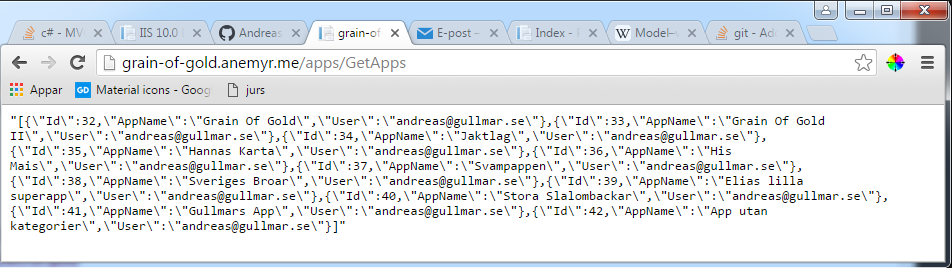 c# - MV
IIS 10.0
Andreas
grain-of
E-post –
Index -
Model–
git - Ad
grain-of-gold.anemyr.me/apps/GetApps
Appar
Material icons - Goog
jurs
"[{\"Id\":32,\"AppName\":\"Grain Of Gold\",\"User\":\"andreas@gullmar.se\"},{\"Id\":33,\"AppName\":\"Grain Of Gold
II\",\"User\":\"andreas@gullmar.se\"},{\"Id\":34,\"AppName\":\"Jaktlag\",\"User\":\"andreas@gullmar.se\"},
{\"Id\":35,\"AppName\":\"Hannas Karta\",\"User\":\"andreas@gullmar.se\"},{\"Id\":36,\"AppName\":\"His
Mais\",\"User\":\"andreas@gullmar.se\"},{\"Id\":37,\"AppName\":\"Svampappen\",\"User\":\"andreas@gullmar.se\"},
{\"Id\":38,\"AppName\":\"Sveriges Broar\",\"User\":\"andreas@gullmar.se\"},{\"Id\":39,\"AppName\":\"Elias lilla
superapp\",\"User\":\"andreas@gullmar.se\"},{\"Id\":40,\"AppName\":\"Stora Slalombackar\",\"User\":\"andreas@gullmar.se\"},
{\"Id\":41,\"AppName\":\"Gullmars App\",\"User\":\"andreas@gullmar.se\"},{\"Id\":42,\"AppName\":\"App utan
kategorier\",\"User\":\"andreas@gullmar.se\"}]"